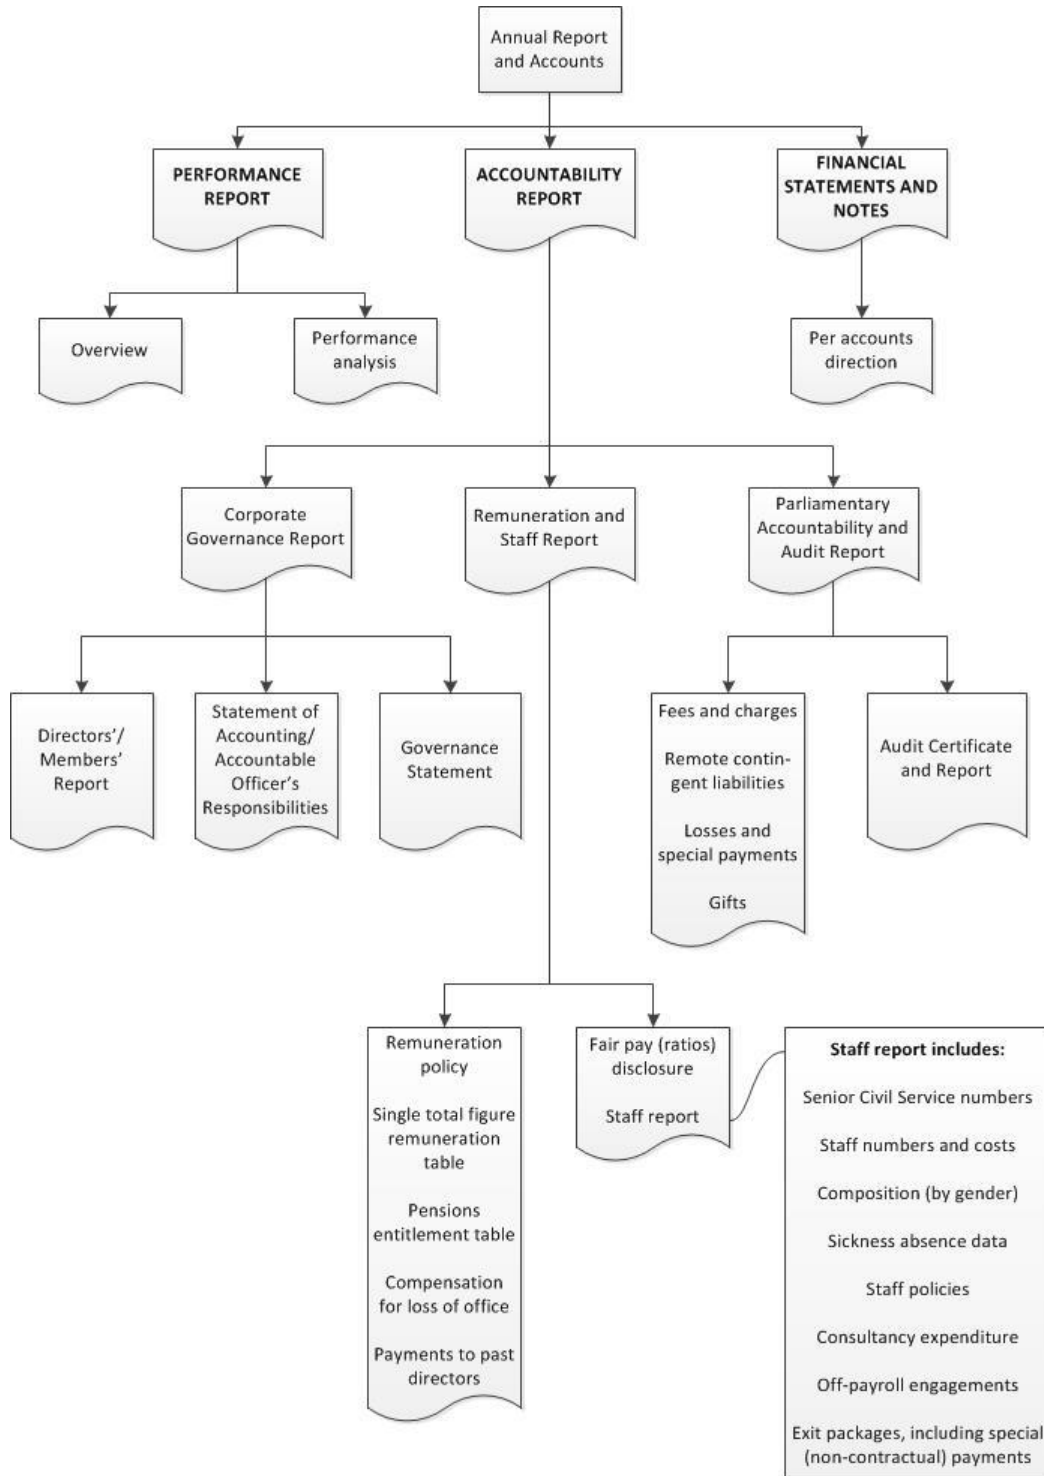 Annual Report
and Accounts
PERFORMANCE
REPORT
ACCOUNTABILITY
REPORT
FINANCIAL
STATEMENTS AND
NOTES
Overview
Performance
analysis
Per accounts
direction
Corporate
Governance Report
Remuneration and
Staff Report
Parliamentary
Accountability and
Audit Report
Directors’/
Members’
Report
Statement of
Accounting/
Accountable
Officer’s
Responsibilities
Governance
Statement
Fees and charges
Remote contin-
gent liabilities
Losses and
special payments
Gifts
Audit Certificate
and Report
Remuneration
policy
Single total figure
remuneration
table
Pensions
entitlement table
Compensation
for loss of office
Payments to past
directors
Fair pay (ratios)
disclosure
Staff report
Staff report includes:
Senior Civil Service numbers
Staff numbers and costs
Composition (by gender)
Sickness absence data
Staff policies
Consultancy expenditure
Off-payroll engagements
Exit packages, including special
(non-contractual) payments